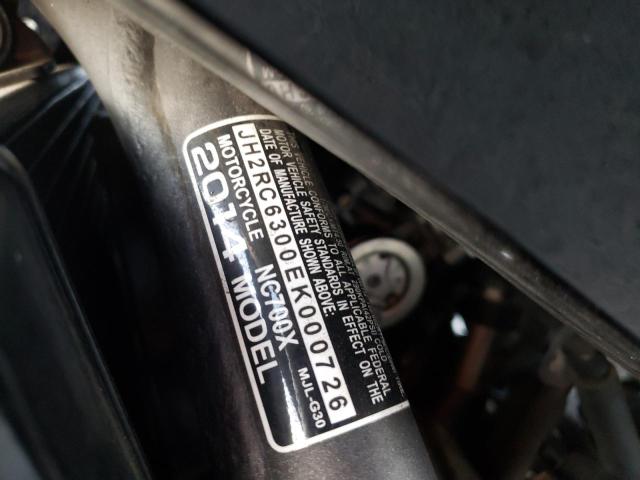 COLD
THIS VEHICLE CONFORMS TO ALL APPLICABLE FEDERAL
MOTOR VEHICLE SAFETY STANDARDS IN EFFECT ON THE
DATE OF MANUFACTURE SHOWN ABOVE:
JH2RC6300EK000726
MOTORCYCLE NC700X MJL-G30
2014 MODEL